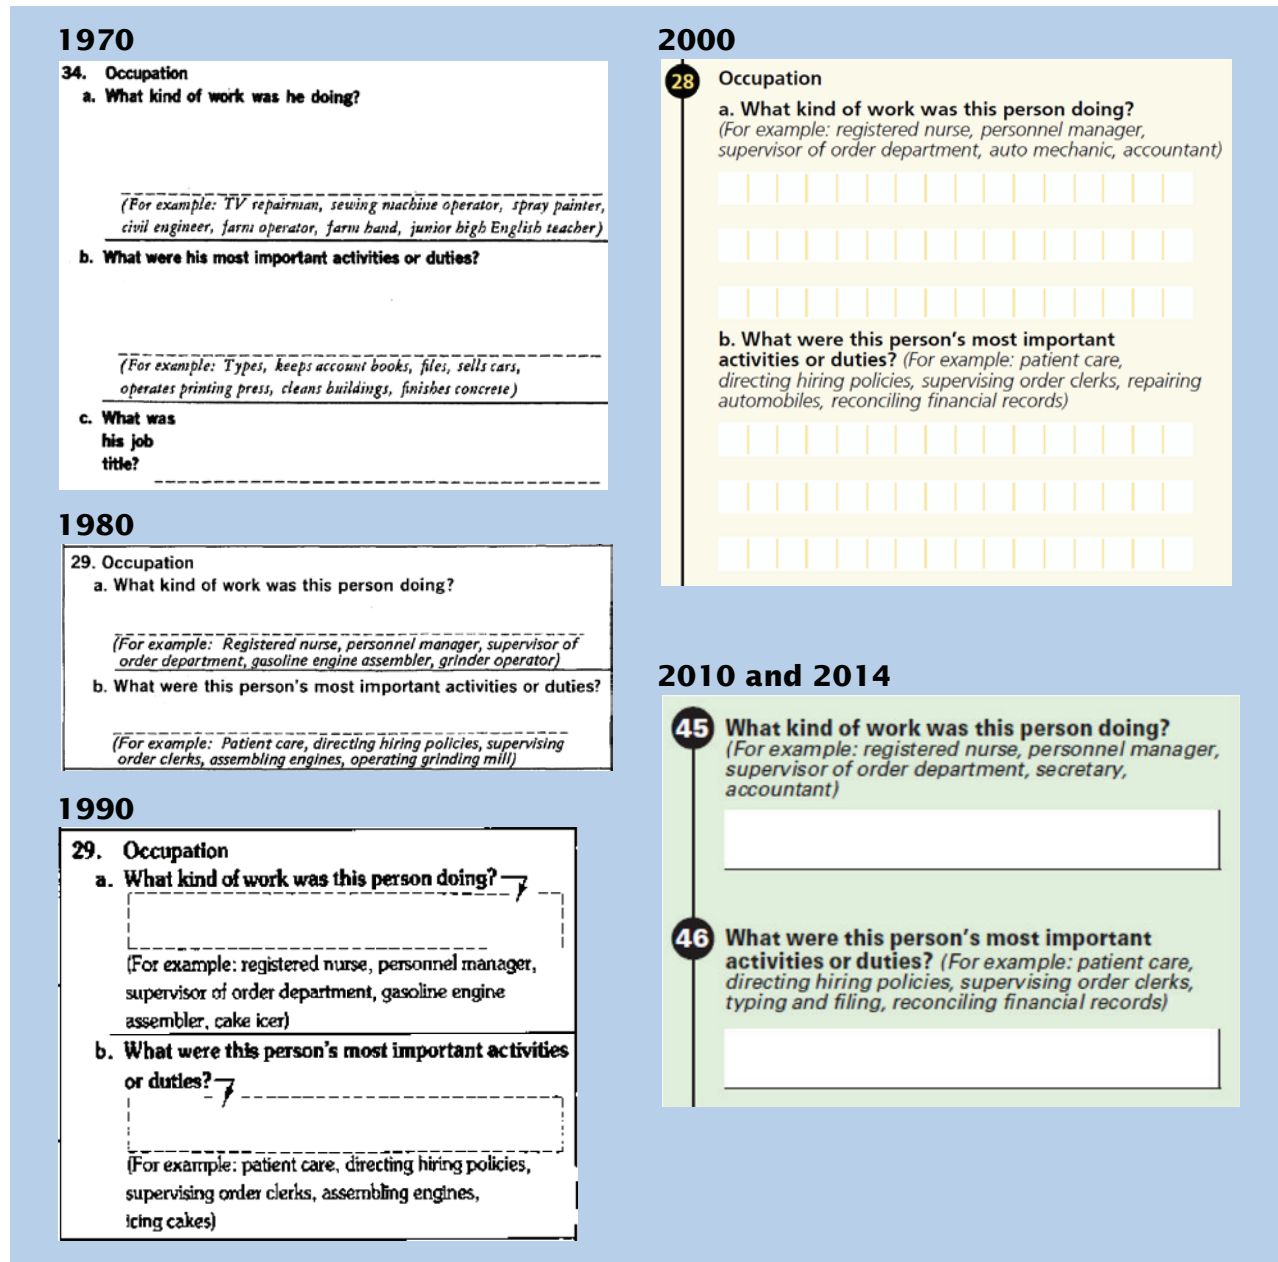 1970
34. Occupation
a. What kind of work was he doing?
(For example: TV repairman, sewing machine operator, spray painter,
civil engineer, farm operator, farm hand, junior high English teacher)
b. What were his most important activities or duties?
(For example: Types, keeps account books, files, sells cars,
operates printing press, cleans buildings, finishes concrete)
c. What was
his job
title?
1980
29. Occupation
a. What kind of work was this person doing?
(For example: Registered nurse, personnel manager, supervisor of
order department, gasoline engine assembler, grinder operator)
b. What were this person's most important activities or duties?
(For example: Patient care, directing hiring policies, supervising
order clerks, assembling engines, operating grinding mill)
1990
29. Occupation
a. What kind of work was this person doing?
(For example: registered nurse, personnel manager,
supervisor of order department, gasoline engine
assembler, cake icer)
b. What were this person's most important activities
or duties?
(For example: patient care, directing hiring policies,
supervising order clerks, assembling engines,
icing cakes)
2000
28 Occupation
a. What kind of work was this person doing?
(For example: registered nurse, personnel manager,
supervisor of order department, auto mechanic, accountant)
b. What were this person's most important
activities or duties? (For example: patient care,
directing hiring policies, supervising order clerks, repairing
automobiles, reconciling financial records)
2010 and 2014
45 What kind of work was this person doing?
(For example: registered nurse, personnel manager,
supervisor of order department, secretary,
accountant)
46 What were this person's most important
activities or duties? (For example: patient care,
directing hiring policies, supervising order clerks,
typing and filing, reconciling financial records)